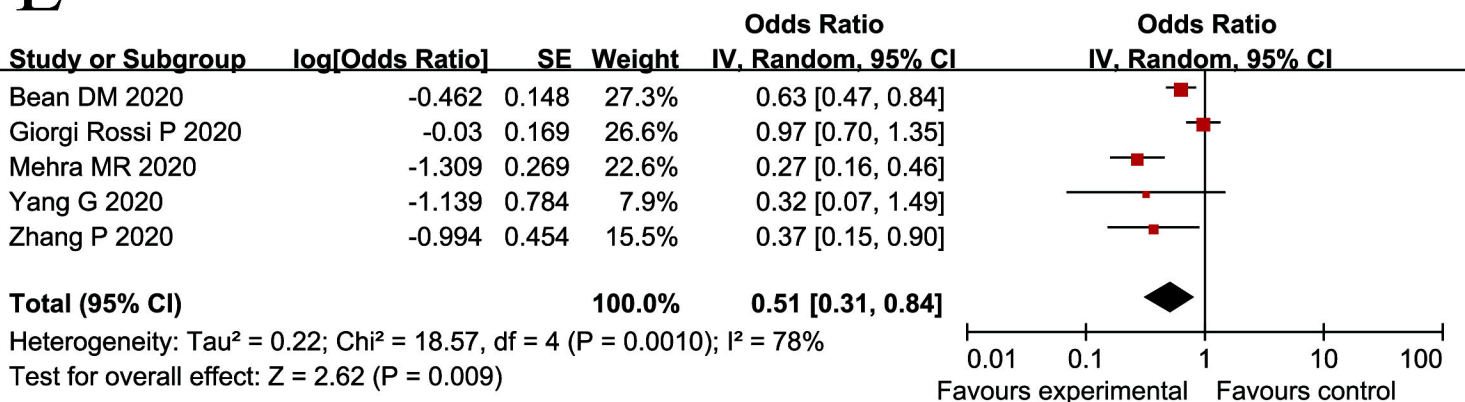 E
Odds Ratio Odds Ratio
Study or Subgroup log[Odds Ratio] SE Weight IV, Random, 95% CI IV, Random, 95% CI
Bean DM 2020 -0.462 0.148 27.3% 0.63 [0.47, 0.84]
Giorgi Rossi P 2020 -0.03 0.169 26.6% 0.97 [0.70, 1.35]
Mehra MR 2020 -1.309 0.269 22.6% 0.27 [0.16, 0.46]
Yang G 2020 -1.139 0.784 7.9% 0.32 [0.07, 1.49]
Zhang P 2020 -0.994 0.454 15.5% 0.37 [0.15, 0.90]
Total (95% CI) 100.0% 0.51 [0.31, 0.84]
Heterogeneity: Tau² = 0.22; Chi² = 18.57, df = 4 (P = 0.0010); I² = 78%
Test for overall effect: Z = 2.62 (P = 0.009)
0.01 0.1 1 10 100
Favours experimental Favours control